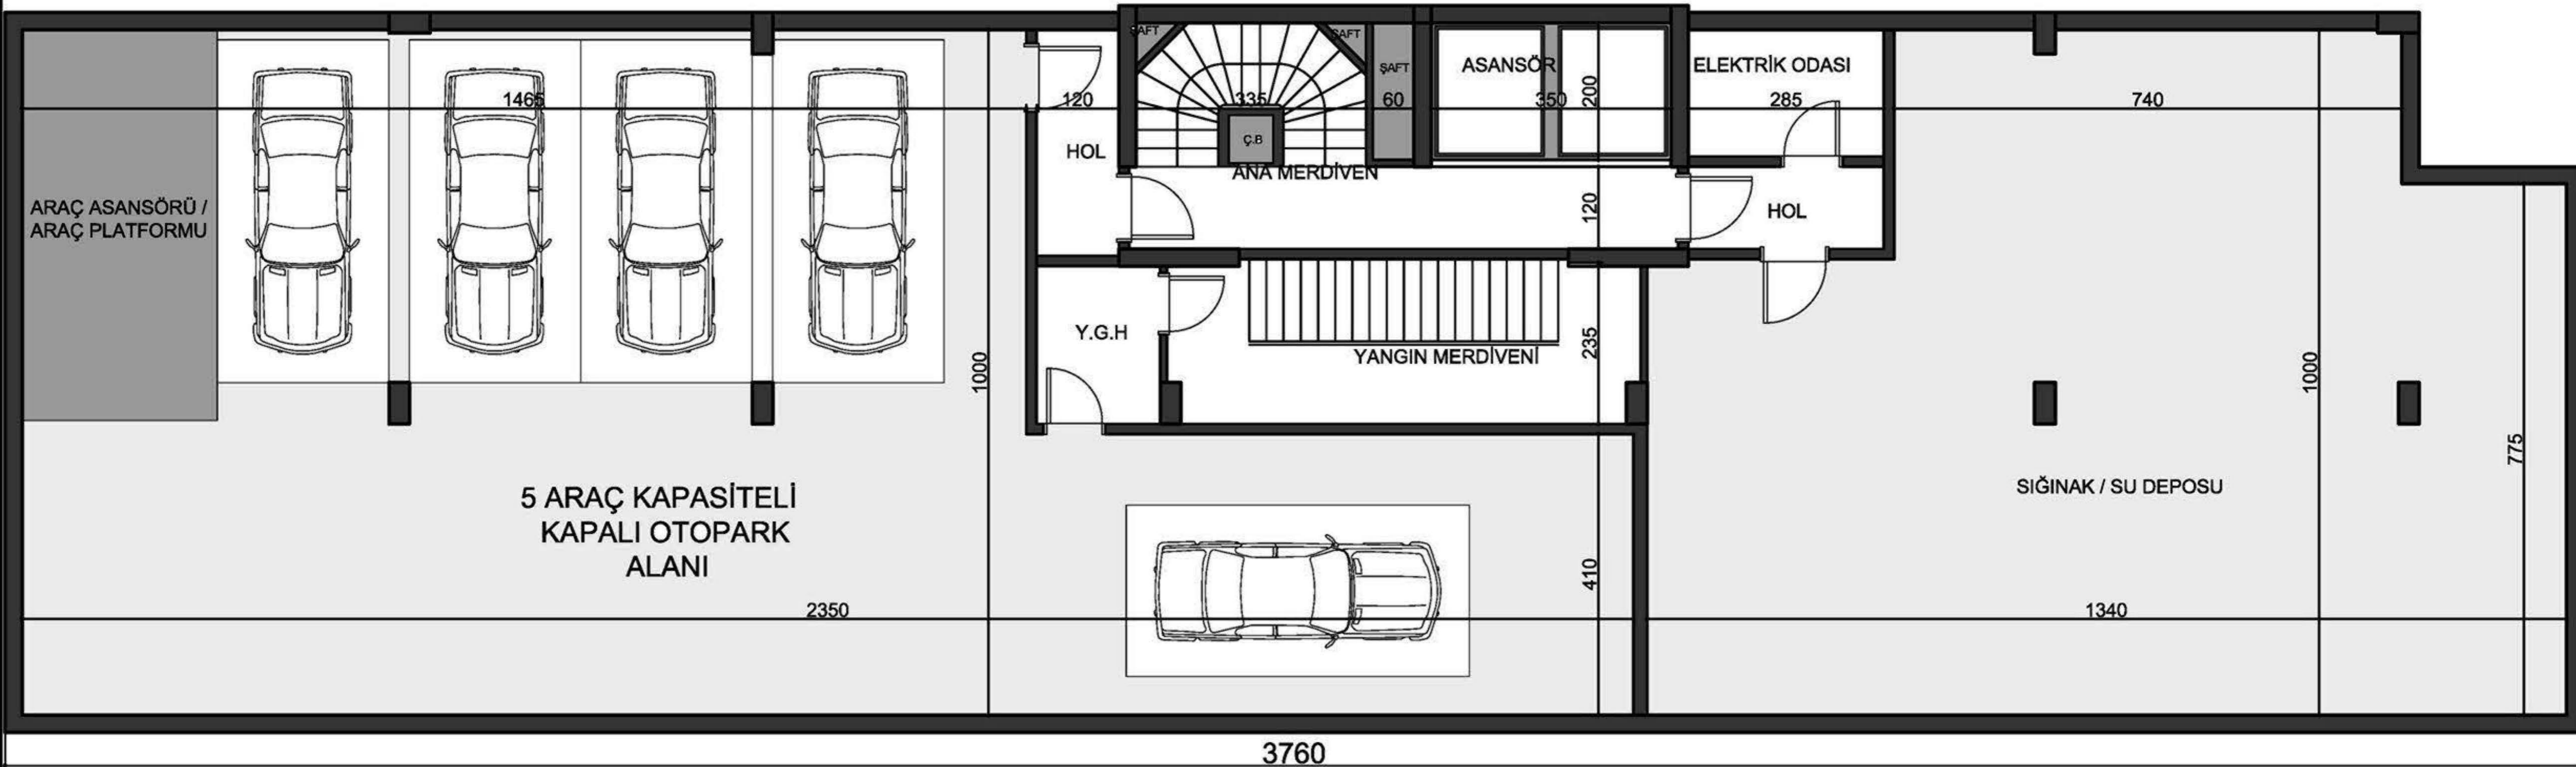 ŞAFT
ŞAFT
ŞAFT
ASANSÖR
ELEKTRİK ODASI
1465
120
335
60
350
200
285
740
Ç.B
HOL
ANA MERDİVEN
ARAÇ ASANSÖRÜ /
ARAÇ PLATFORMU
120
HOL
Y.G.H
YANGIN MERDİVENİ
235
1000
1000
775
5 ARAÇ KAPASİTELİ
KAPALI OTOPARK
ALANI
SIĞINAK / SU DEPOSU
410
2350
1340
3760